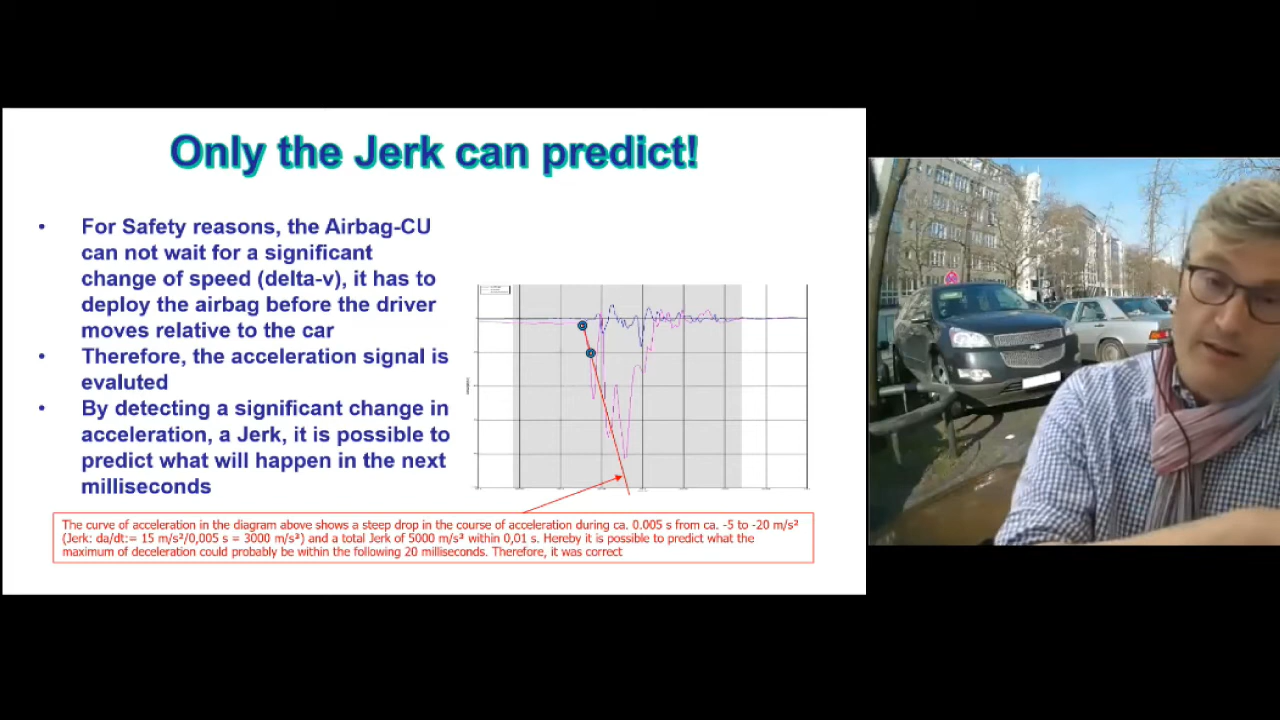 Only the Jerk can predict!
• For Safety reasons, the Airbag-CU
can not wait for a significant
change of speed (delta-v), it has to
deploy the airbag before the driver
moves relative to the car
• Therefore, the acceleration signal is
evaluted
• By detecting a significant change in
acceleration, a Jerk, it is possible to
predict what will happen in the next
milliseconds
The curve of acceleration in the diagram above shows a steep drop in the course of acceleration during ca. 0.005 s from ca. -5 to -20 m/s²
(Jerk: da/dt:= 15 m/s²/0,005 s = 3000 m/s³) and a total Jerk of 5000 m/s³ within 0,01 s. Hereby it is possible to predict what the
maximum of deceleration could probably be within the following 20 milliseconds. Therefore, it was correct